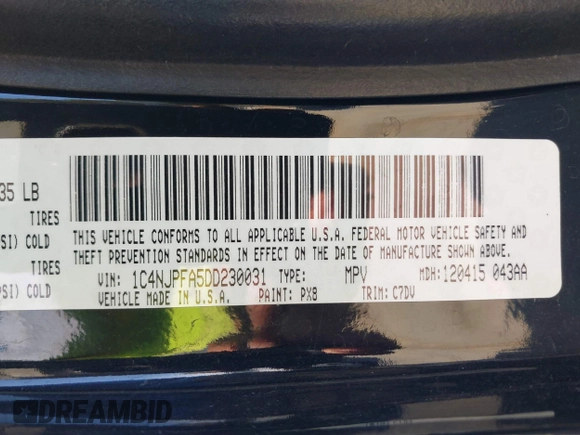 35 LB
TIRES
SI) COLD
TIRES
PSI) COLD
THIS VEHICLE CONFORMS TO ALL APPLICABLE U.S.A. FEDERAL MOTOR VEHICLE SAFETY AND
THEFT PREVENTION STANDARDS IN EFFECT ON THE DATE OF MANUFACTURE SHOWN ABOVE.
VIN: 1C4NJPFA5DD230031 TYPE: MPV MDH: 120415 043AA
VEHICLE MADE IN U.S.A. PAINT: PX8 TRIM: C7DV
DREAMBID